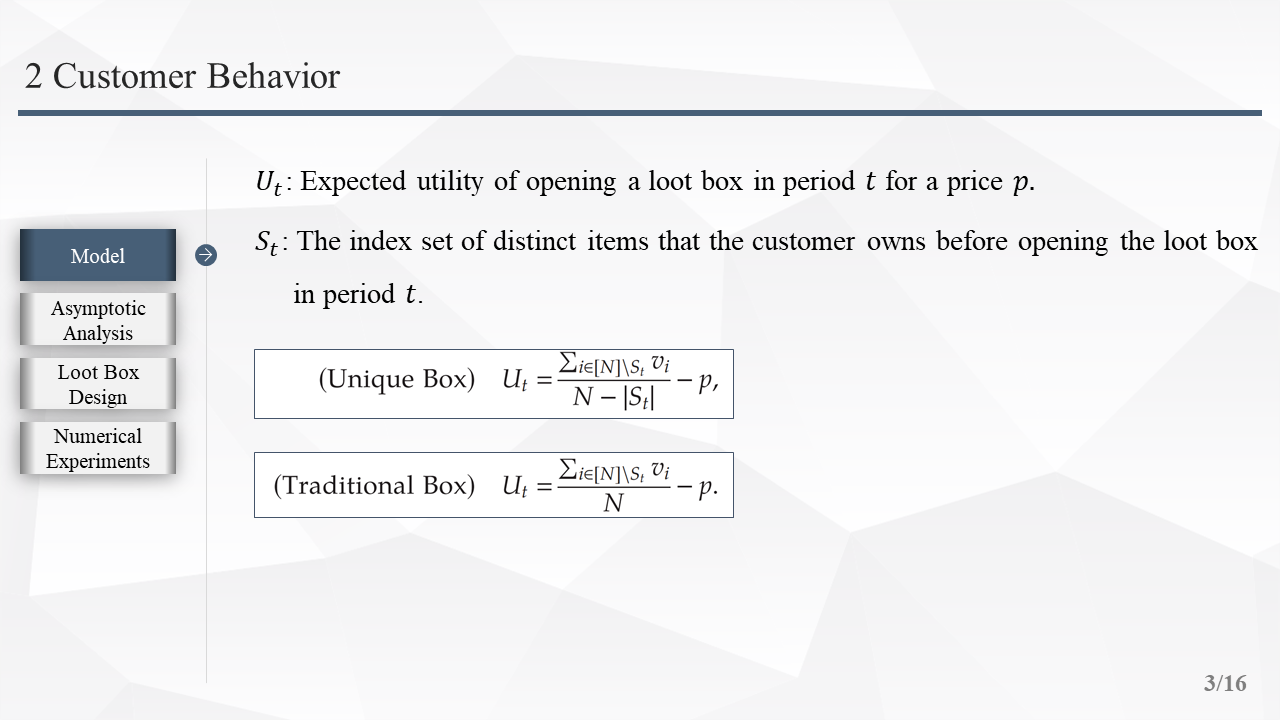 2 Customer Behavior
Model
Asymptotic
Analysis
Loot Box
Design
Numerical
Experiments
U_t: Expected utility of opening a loot box in period t for a price p.
S_t: The index set of distinct items that the customer owns before opening the loot box
in period t.
(Unique Box) U_t = \frac{\sum_{i∈[N]\setminus S_t} v_i}{N − |S_t|} − p,
(Traditional Box) U_t = \frac{\sum_{i∈[N]\setminus S_t} v_i}{N} − p.
3/16